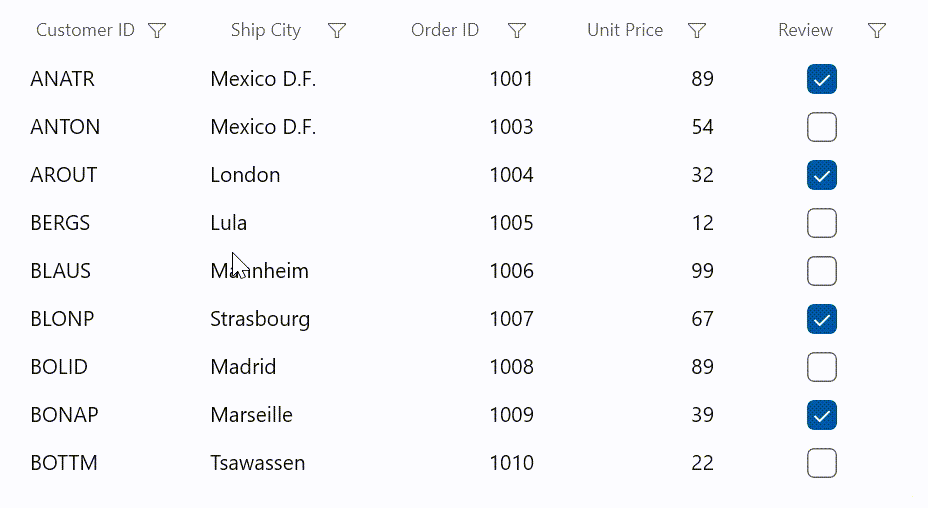 Customer ID Ship City Order ID Unit Price Review
ANATR Mexico D.F. 1001 89
ANTON Mexico D.F. 1003 54
AROUT London 1004 32
BERGS Lula 1005 12
BLAUS Mannheim 1006 99
BLONP Strasbourg 1007 67
BOLID Madrid 1008 89
BONAP Marseille 1009 39
BOTTM Tsawassen 1010 22